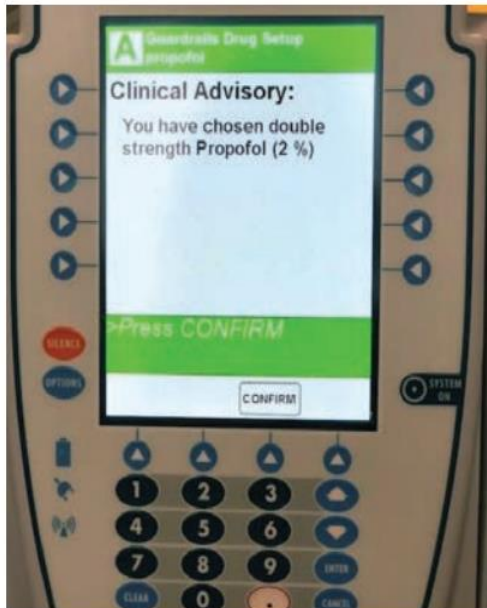 A
Guardrails Drug Setup
propofol
Clinical Advisory:
You have chosen double
strength Propofol (2 %)
>Press CONFIRM
CONFIRM
SILENCE
OPTIONS
SYSTEM
ON
1 2 3
4 5 6
7 8 9 ENTER
CLEAR 0 . CANCEL